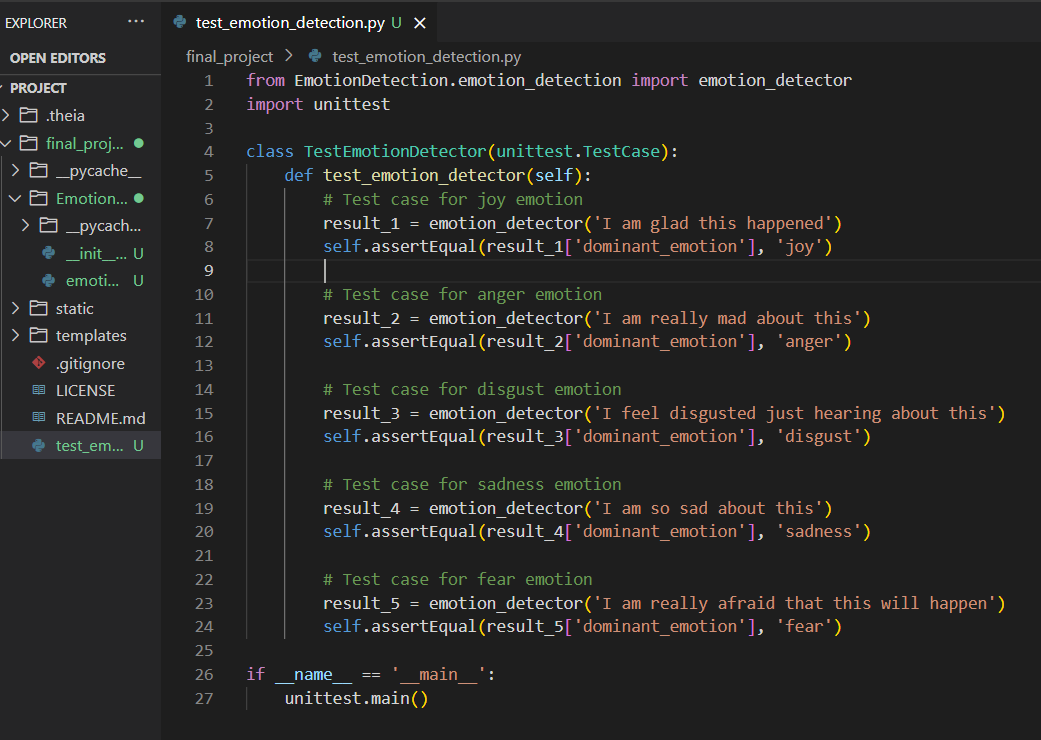 EXPLORER ...
OPEN EDITORS
PROJECT
.theia
final_proj...
__pycache__
Emotion...
__pycach...
__init__... U
emoti... U
static
templates
.gitignore
LICENSE
README.md
test_em... U
test_emotion_detection.py U
final_project > test_emotion_detection.py
1 from EmotionDetection.emotion_detection import emotion_detector
2 import unittest
3
4 class TestEmotionDetector(unittest.TestCase):
5     def test_emotion_detector(self):
6         # Test case for joy emotion
7         result_1 = emotion_detector('I am glad this happened')
8         self.assertEqual(result_1['dominant_emotion'], 'joy')
9
10         # Test case for anger emotion
11         result_2 = emotion_detector('I am really mad about this')
12         self.assertEqual(result_2['dominant_emotion'], 'anger')
13
14         # Test case for disgust emotion
15         result_3 = emotion_detector('I feel disgusted just hearing about this')
16         self.assertEqual(result_3['dominant_emotion'], 'disgust')
17
18         # Test case for sadness emotion
19         result_4 = emotion_detector('I am so sad about this')
20         self.assertEqual(result_4['dominant_emotion'], 'sadness')
21
22         # Test case for fear emotion
23         result_5 = emotion_detector('I am really afraid that this will happen')
24         self.assertEqual(result_5['dominant_emotion'], 'fear')
25
26 if __name__ == '__main__':
27     unittest.main()